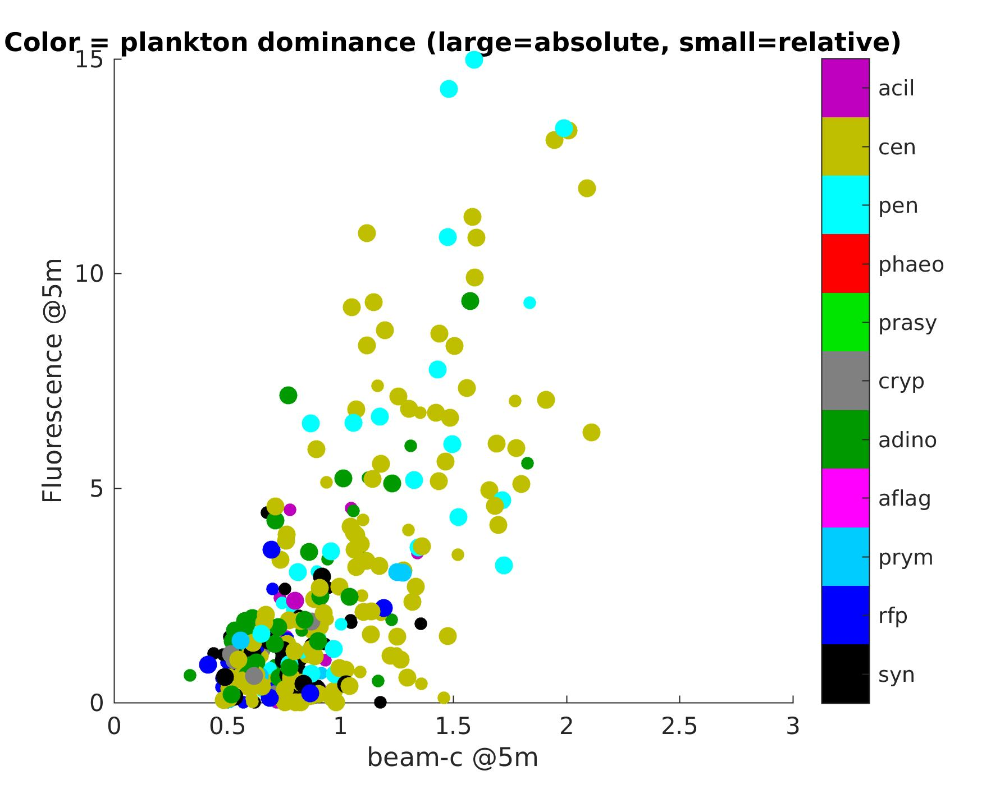 Color = plankton dominance (large=absolute, small=relative)
15
10
5
0
Fluorescence @5m
0 0.5 1 1.5 2 2.5 3
beam-c @5m
acil
cen
pen
phaeo
prasy
cryp
adino
aflag
prym
rfp
syn